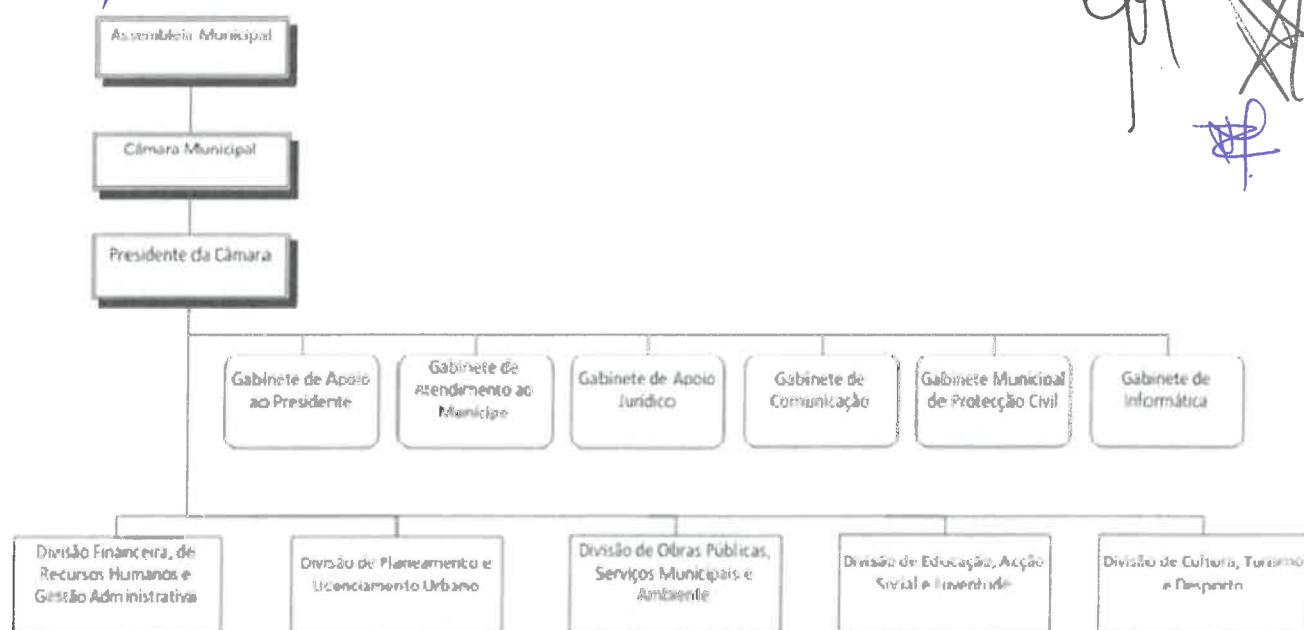 Assembleia Municipal
Câmara Municipal
Presidente da Câmara
Gabinete de Apoio
ao Presidente
Gabinete de
Atendimento ao
Munícipe
Gabinete de Apoio
Jurídico
Gabinete de
Comunicação
Gabinete Municipal
de Protecção Civil
Gabinete de
Informática
Divisão Financeira, de
Recursos Humanos e
Gestão Administrativa
Divisão de Planeamento e
Licenciamento Urbano
Divisão de Obras Públicas,
Serviços Municipais e
Ambiente
Divisão de Educação, Acção
Social e Juventude
Divisão de Cultura, Turismo
e Desporto